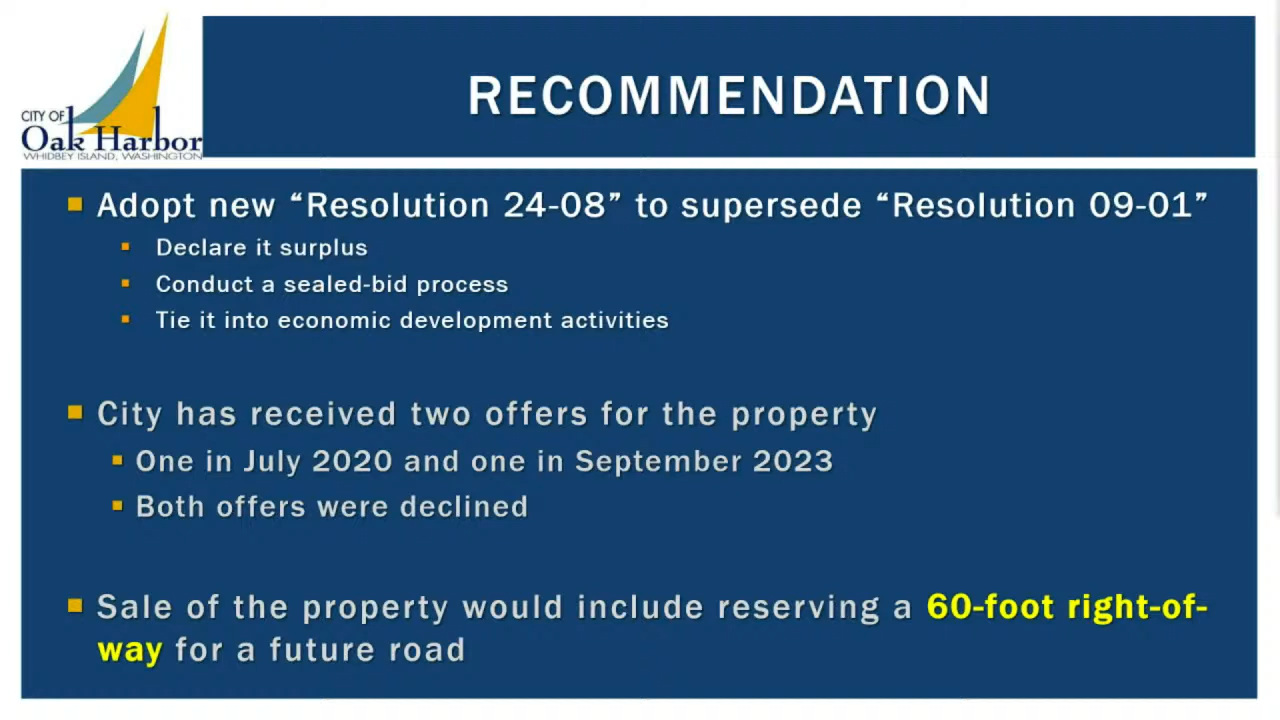 CITY OF
Oak Harbor
WHIDBEY ISLAND, WASHINGTON
RECOMMENDATION
Adopt new “Resolution 24-08” to supersede “Resolution 09-01”
Declare it surplus
Conduct a sealed-bid process
Tie it into economic development activities
City has received two offers for the property
One in July 2020 and one in September 2023
Both offers were declined
Sale of the property would include reserving a 60-foot right-of-
way for a future road